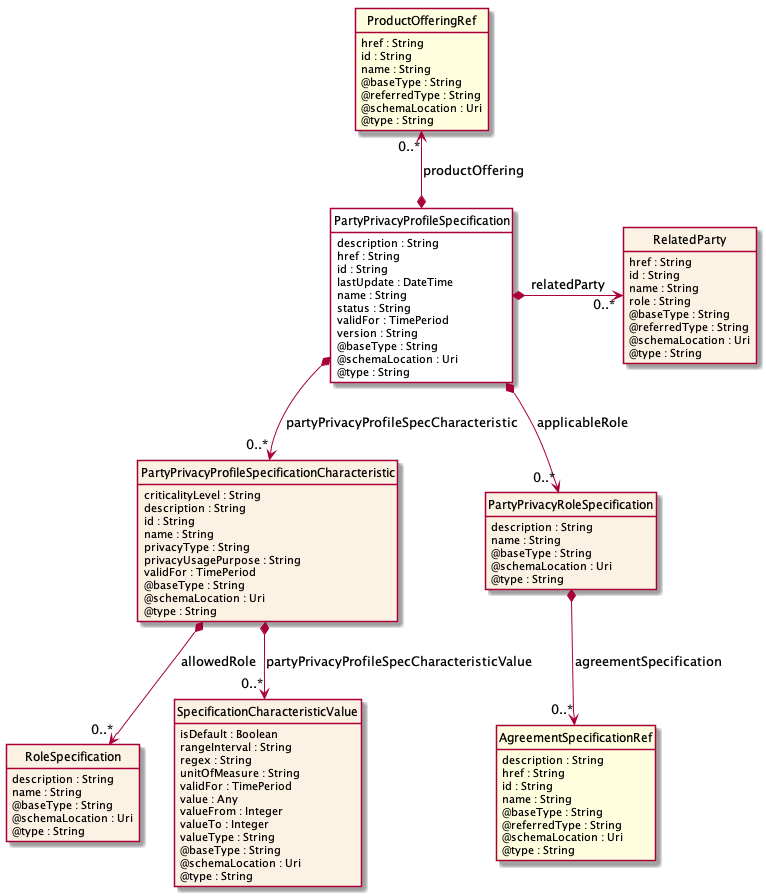 ProductOfferingRef
href : String
id : String
name : String
@baseType : String
@referredType : String
@schemaLocation : Uri
@type : String
0..*
productOffering
PartyPrivacyProfileSpecification
description : String
href : String
id : String
lastUpdate : DateTime
name : String
status : String
validFor : TimePeriod
version : String
@baseType : String
@schemaLocation : Uri
@type : String
relatedParty
0..*
RelatedParty
href : String
id : String
name : String
role : String
@baseType : String
@referredType : String
@schemaLocation : Uri
@type : String
partyPrivacyProfileSpecCharacteristic
0..*
applicableRole
0..*
PartyPrivacyProfileSpecificationCharacteristic
criticalityLevel : String
description : String
id : String
name : String
privacyType : String
privacyUsagePurpose : String
validFor : TimePeriod
@baseType : String
@schemaLocation : Uri
@type : String
PartyPrivacyRoleSpecification
description : String
name : String
@baseType : String
@schemaLocation : Uri
@type : String
allowedRole
0..*
partyPrivacyProfileSpecCharacteristicValue
0..*
agreementSpecification
0..*
RoleSpecification
description : String
name : String
@baseType : String
@schemaLocation : Uri
@type : String
SpecificationCharacteristicValue
isDefault : Boolean
rangeInterval : String
regex : String
unitOfMeasure : String
validFor : TimePeriod
value : Any
valueFrom : Integer
valueTo : Integer
valueType : String
@baseType : String
@schemaLocation : Uri
@type : String
AgreementSpecificationRef
description : String
href : String
id : String
name : String
@baseType : String
@referredType : String
@schemaLocation : Uri
@type : String